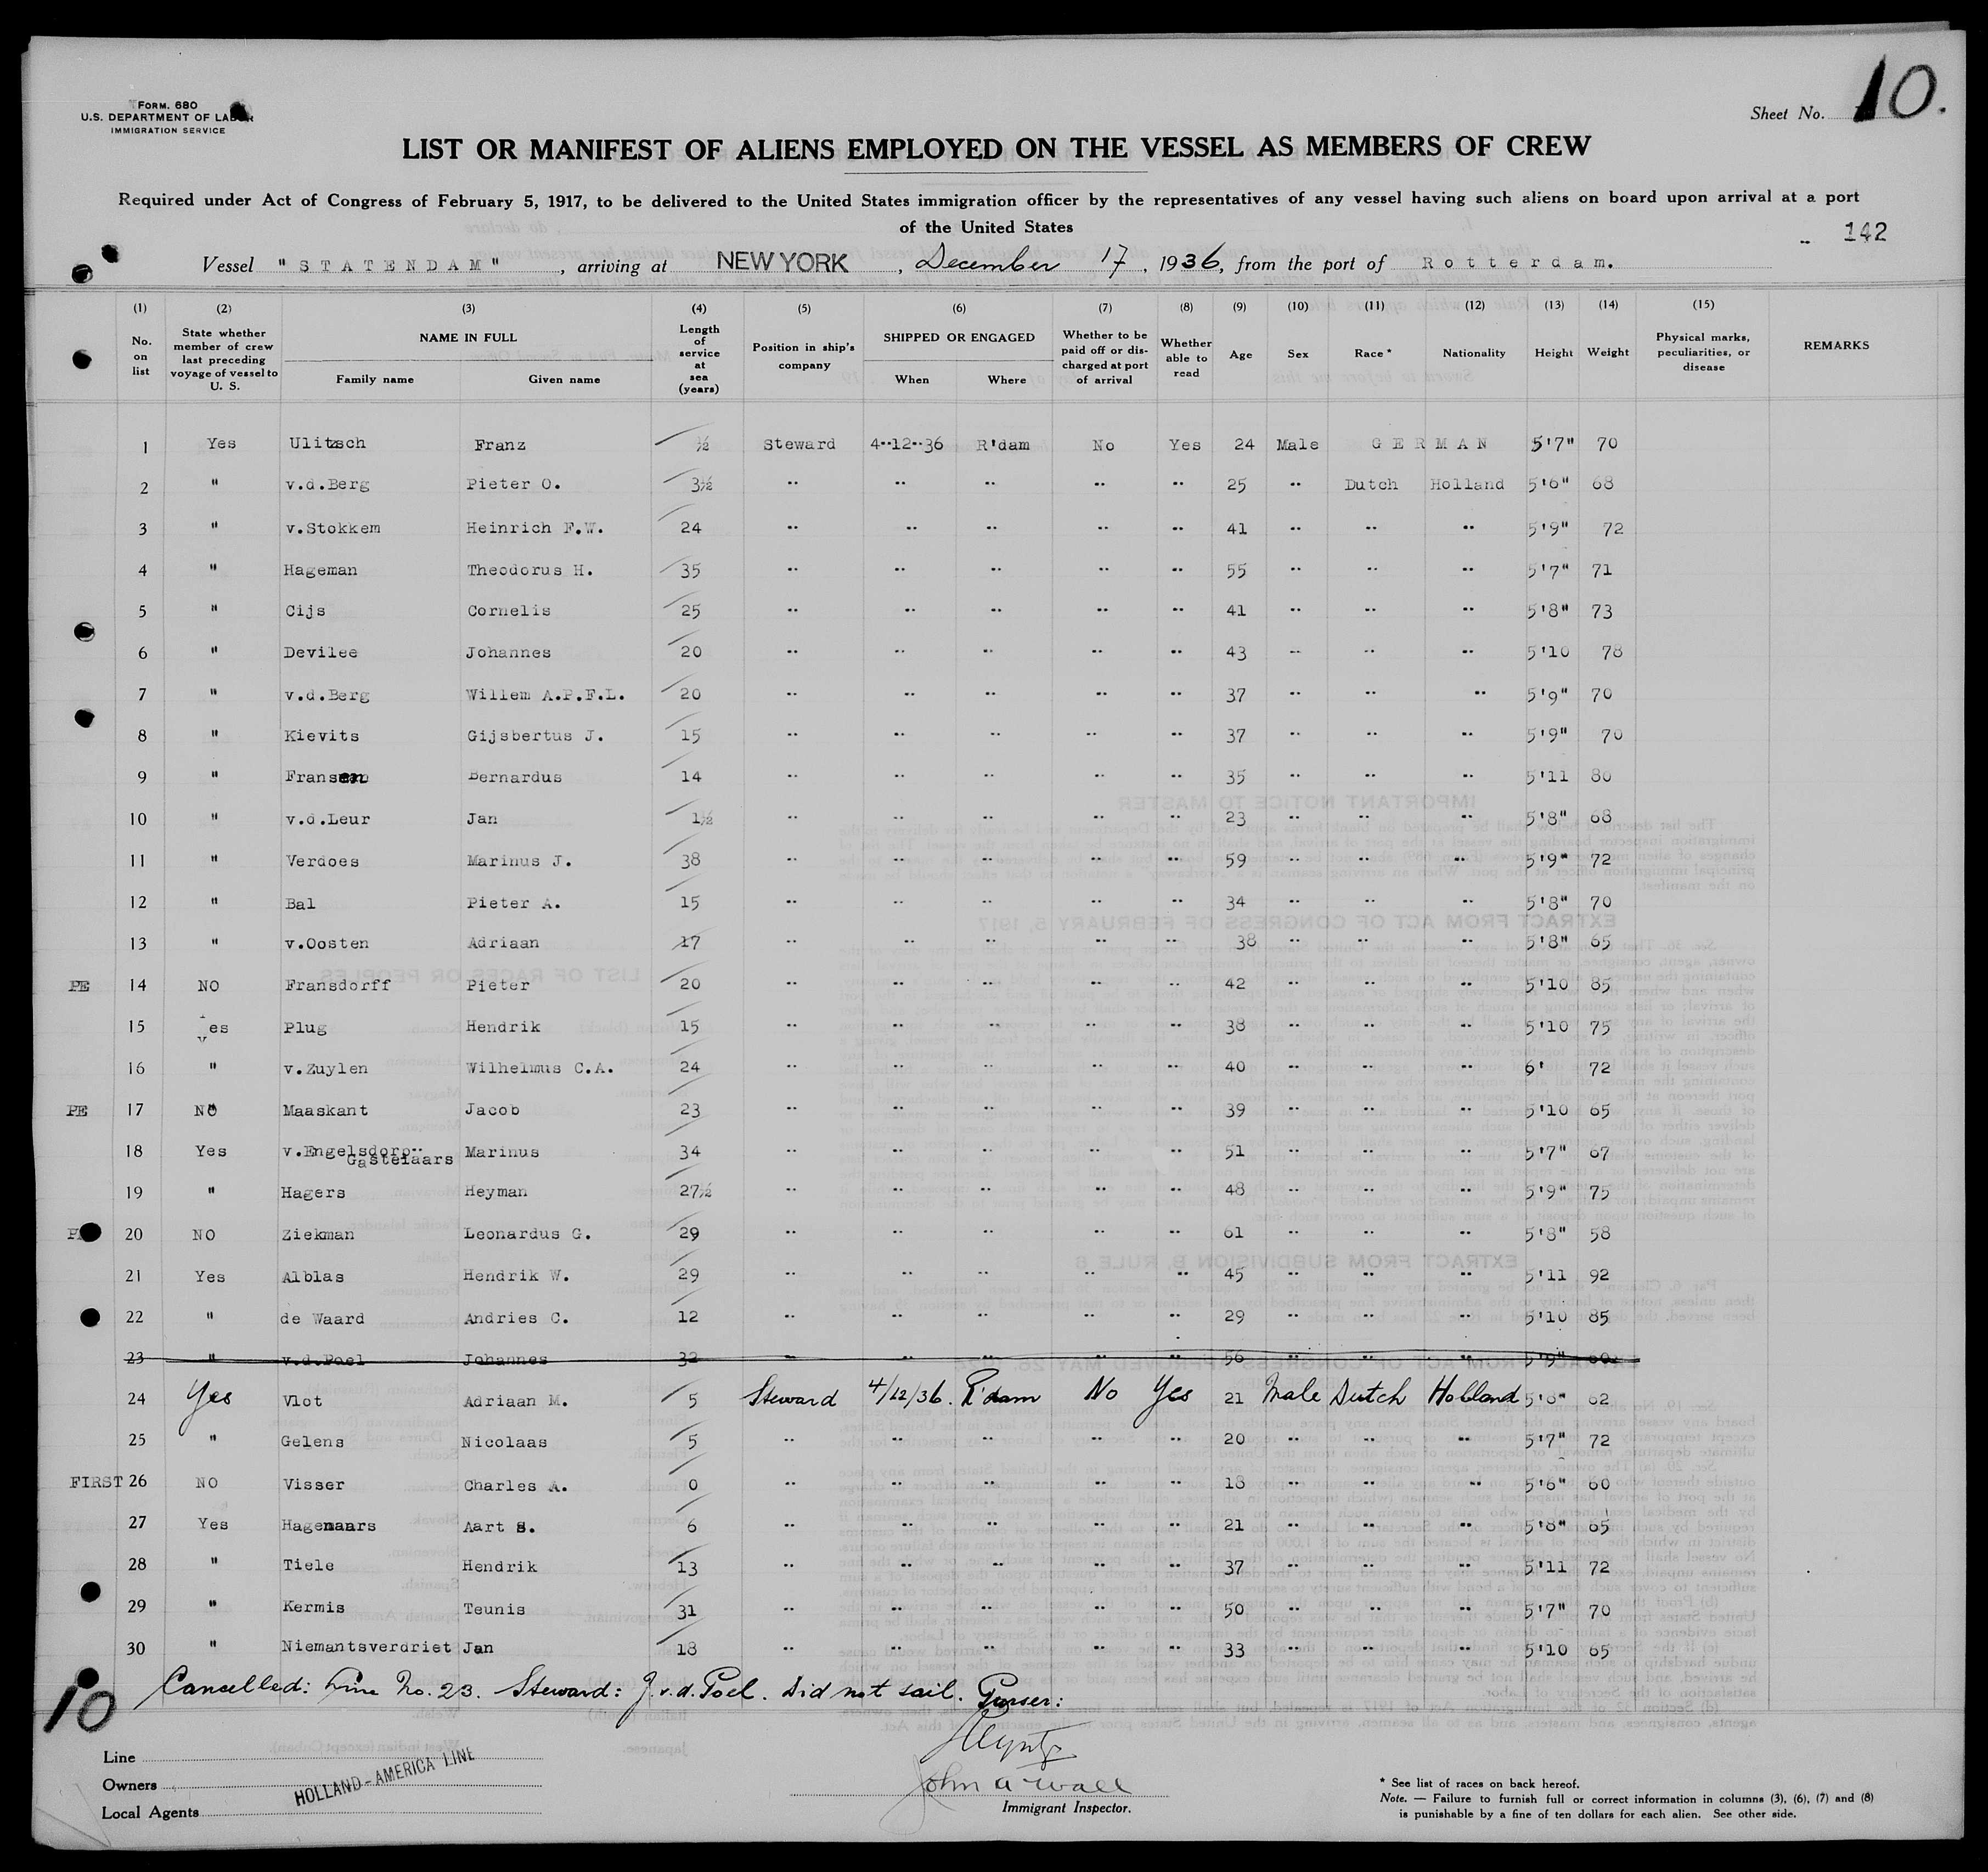 FORM. 680
U.S. DEPARTMENT OF LABOR
IMMIGRATION SERVICE
Sheet No. 10.
LIST OR MANIFEST OF ALIENS EMPLOYED ON THE VESSEL AS MEMBERS OF CREW
Required under Act of Congress of February 5, 1917, to be delivered to the United States immigration officer by the representatives of any vessel having such aliens on board upon arrival at a port
of the United States
142
Vessel "STATENDAM", arriving at NEW YORK, December 17, 1936, from the port of Rotterdam.
(1) (2) (3) (4) (5) (6) (7) (8) (9) (10) (11) (12) (13) (14) (15)
No. on list State whether member of crew last preceding voyage of vessel to U. S. NAME IN FULL Family name Given name Length of service at sea (years) Position in ship's company SHIPPED OR ENGAGED When Where Whether to be paid off or discharged at port of arrival Whether able to read Age Sex Race* Nationality Height Weight Physical marks, peculiarities, or disease REMARKS
1 Yes Ulitzsch Franz ½ Steward 4-12-36 R'dam No Yes 24 Male GERMAN 5'7" 70
2 " v.d.Berg Pieter O. 3½ " " " " " 25 " Dutch Holland 5'6" 68
3 " v.Stokkem Heinrich F.W. 24 " " " " " 41 " " " 5'9" 72
4 " Hageman Theodorus H. 35 " " " " " 55 " " " 5'7" 71
5 " Cijs Cornelis 25 " " " " " 41 " " " 5'8" 73
6 " Devilee Johannes 20 " " " " " 43 " " " 5'10 78
7 " v.d.Berg Willem A.P.F.L. 20 " " " " " 37 " " " 5'9" 70
8 " Kievits Gijsbertus J. 15 " " " " " 37 " " " 5'9" 70
9 " Fransen Bernardus 14 " " " " " 35 " " " 5'11 80
10 " v.d.Leur Jan 1½ " " " " " 23 " " " 5'8" 68
11 " Verdoes Marinus J. 38 " " " " " 59 " " " 5'9" 72
12 " Bal Pieter A. 15 " " " " " 34 " " " 5'8" 70
13 " v.Oosten Adriaan 17 " " " " " 38 " " " 5'8" 65
PE 14 NO Fransdorff Pieter 20 " " " " " 42 " " " 5'10 85
15 Yes Plug Hendrik 15 " " " " " 38 " " " 5'10 75
16 " v.Zuylen Wilhelmus C.A. 24 " " " " " 40 " " " 6' 72
PE 17 NO Maaskant Jacob 23 " " " " " 39 " " " 5'10 65
18 Yes v.Engelsdorp-Gastelaars Marinus 34 " " " " " 51 " " " 5'7" 67
19 " Hagers Heyman 27½ " " " " " 48 " " " 5'9" 75
20 NO Ziekman Leonardus G. 29 " " " " " 61 " " " 5'8" 58
21 Yes Alblas Hendrik W. 29 " " " " " 45 " " " 5'11 92
22 " de Waard Andries C. 12 " " " " " 29 " " " 5'10 85
23 " v.d.Poel Johannes 32 " " " " " 56 " " " 5'9" 60
24 Yes Vlot Adriaan M. 5 Steward 4/12/36. R'dam No Yes 21 Male Dutch Holland 5'8" 62
25 " Gelens Nicolaas 5 " " " " " 20 " " " 5'7" 72
FIRST 26 NO Visser Charles A. 0 " " " " " 18 " " " 5'6" 60
27 Yes Hagenaars Aart S. 6 " " " " " 21 " " " 5'8" 65
28 " Tiele Hendrik 13 " " " " " 37 " " " 5'11 72
29 " Kermis Teunis 31 " " " " " 50 " " " 5'7" 70
30 " Niemantsverdriet Jan 18 " " " " " 33 " " " 5'10 65
Cancelled: Line No. 23. Steward: J.v.d.Poel. Did not sail. Purser:
10
Line
Owners HOLLAND-AMERICA LINE
Local Agents
John A Wall
Immigrant Inspector.
* See list of races on back hereof.
Note. — Failure to furnish full or correct information in columns (3), (6), (7) and (8)
is punishable by a fine of ten dollars for each alien. See other side.